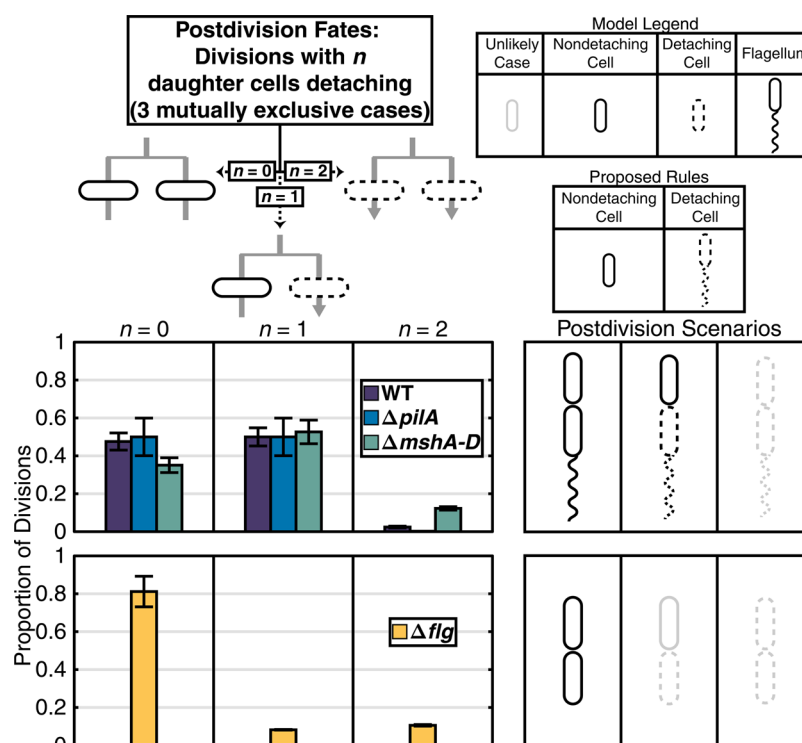 Postdivision Fates:
Divisions with n
daughter cells detaching
(3 mutually exclusive cases)
n = 0
n = 2
n = 1
Model Legend
Unlikely Case
Nondetaching Cell
Detaching Cell
Flagellum
Proposed Rules
Nondetaching Cell
Detaching Cell
n = 0
n = 1
n = 2
Postdivision Scenarios
Proportion of Divisions
1
0.8
0.6
0.4
0.2
0
WT
ΔpilA
ΔmshA-D
1
0.8
0.6
0.4
0.2
0
Δflg